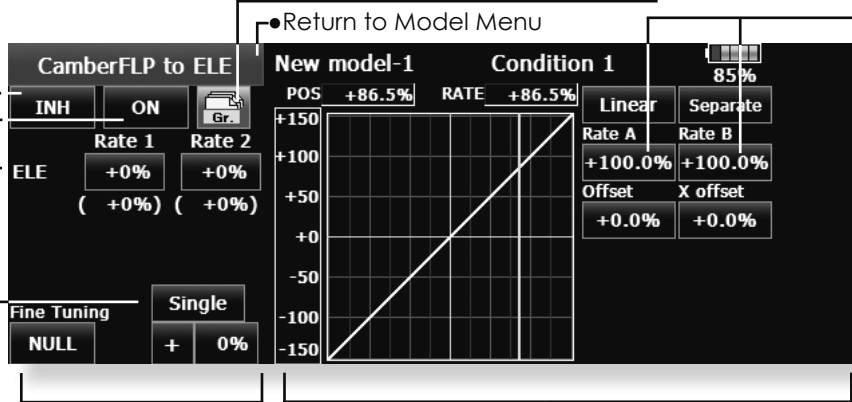 ●Return to Model Menu
CamberFLP to ELE New model-1 Condition 1
85%
INH ON Gr. POS +86.5% RATE +86.5% Linear Separate
Rate 1 Rate 2 Rate A Rate B
ELE +0% +0% +100.0% +100.0%
( +0%) ( +0%) Offset X offset
+0.0% +0.0%
+150
+100
+50
+0
-50
-100
-150
Single
Fine Tuning
NULL + 0%